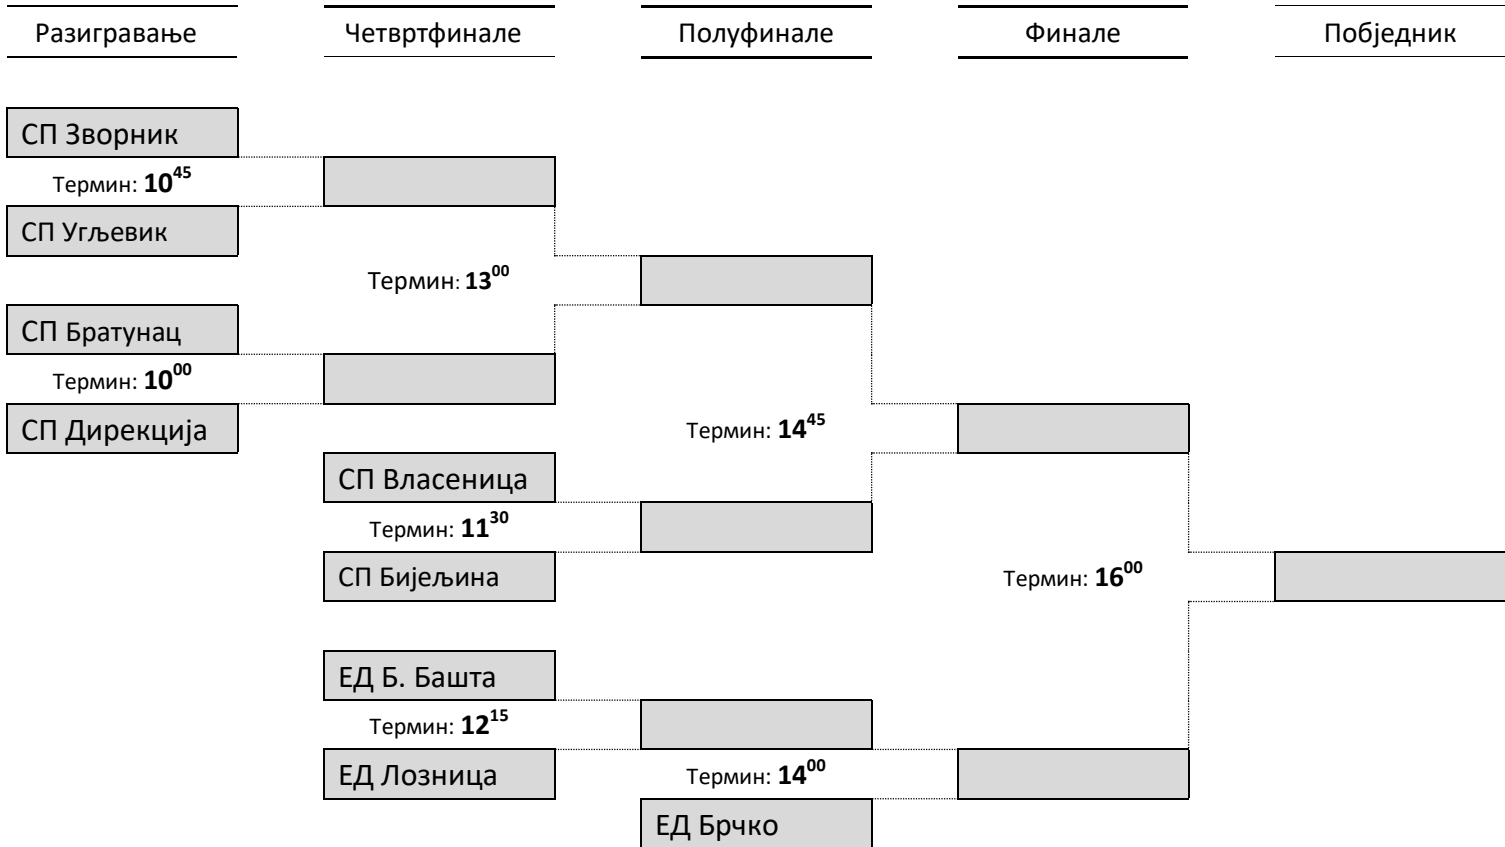 Разигравање
Четвртфинале
Полуфинале
Финале
Побједник
СП Зворник
Термин: 10⁴⁵
СП Угљевик
Термин: 13⁰⁰
СП Братунац
Термин: 10⁰⁰
СП Дирекција
Термин: 14⁴⁵
СП Власеница
Термин: 11³⁰
СП Бијељина
Термин: 16⁰⁰
ЕД Б. Башта
Термин: 12¹⁵
ЕД Лозница
Термин: 14⁰⁰
ЕД Брчко